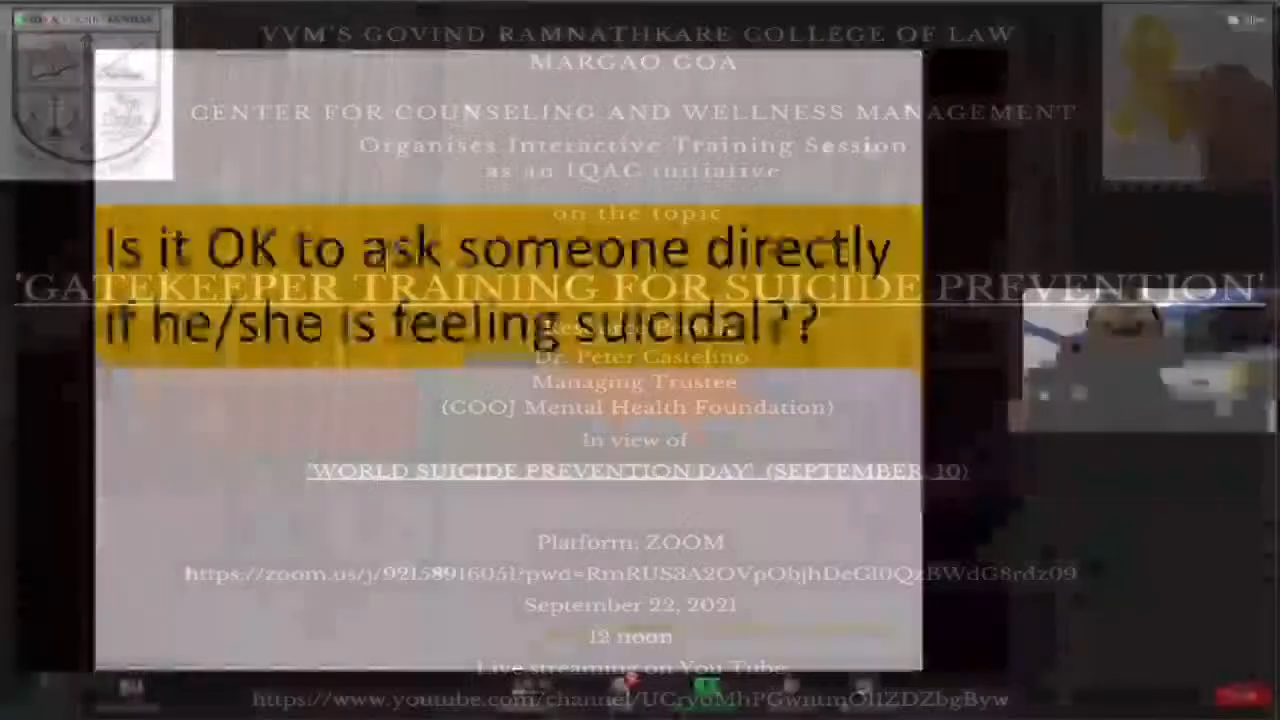 VVM'S GOVIND RAMNATHKARE COLLEGE OF LAW
MARGAO GOA
CENTER FOR COUNSELING AND WELLNESS MANAGEMENT
Organises Interactive Training Session
as an IQAC initiative
on the topic
'GATEKEEPER TRAINING FOR SUICIDE PREVENTION'
Resource Person
Dr. Peter Castelino
Managing Trustee
(COOJ Mental Health Foundation)
In view of
'WORLD SUICIDE PREVENTION DAY' (SEPTEMBER 10)
Platform: ZOOM
September 22, 2021
12 noon
Live streaming on You Tube
Is it OK to ask someone directly
if he/she is feeling suicidal??